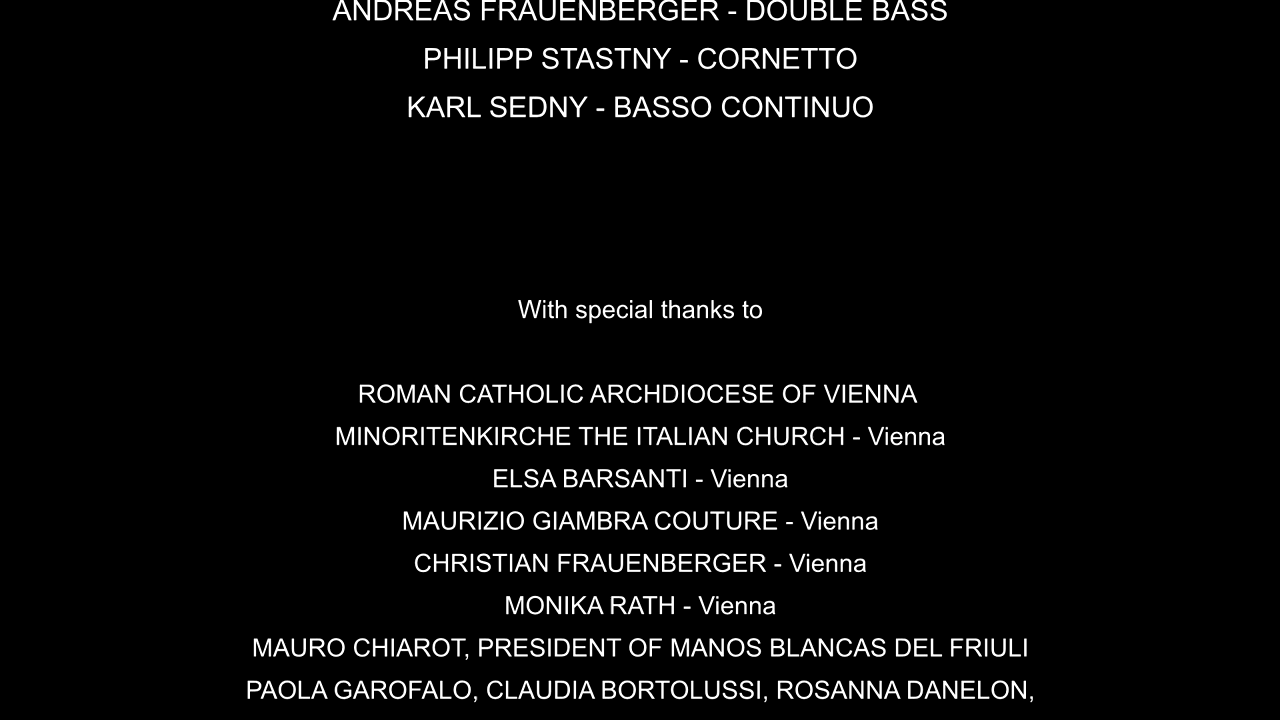 ANDREAS FRAUENBERGER - DOUBLE BASS
PHILIPP STASTNY - CORNETTO
KARL SEDNY - BASSO CONTINUO
With special thanks to
ROMAN CATHOLIC ARCHDIOCESE OF VIENNA
MINORITENKIRCHE THE ITALIAN CHURCH - Vienna
ELSA BARSANTI - Vienna
MAURIZIO GIAMBRA COUTURE - Vienna
CHRISTIAN FRAUENBERGER - Vienna
MONIKA RATH - Vienna
MAURO CHIAROT, PRESIDENT OF MANOS BLANCAS DEL FRIULI
PAOLA GAROFALO, CLAUDIA BORTOLUSSI, ROSANNA DANELON,